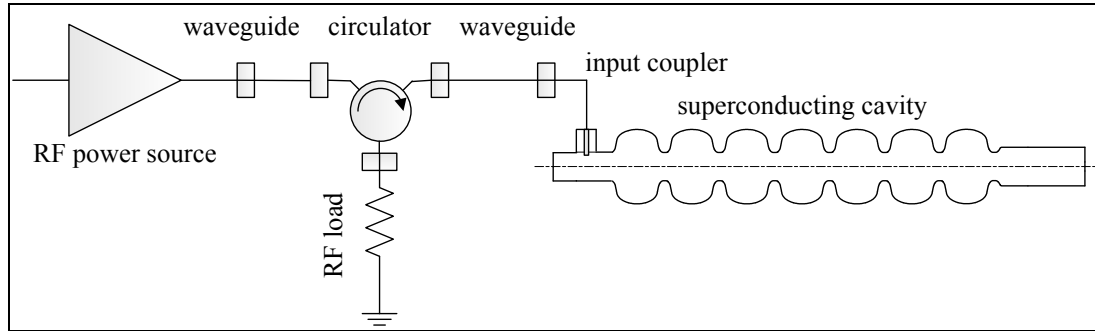 waveguide
circulator
waveguide
input coupler
superconducting cavity
RF power source
RF load